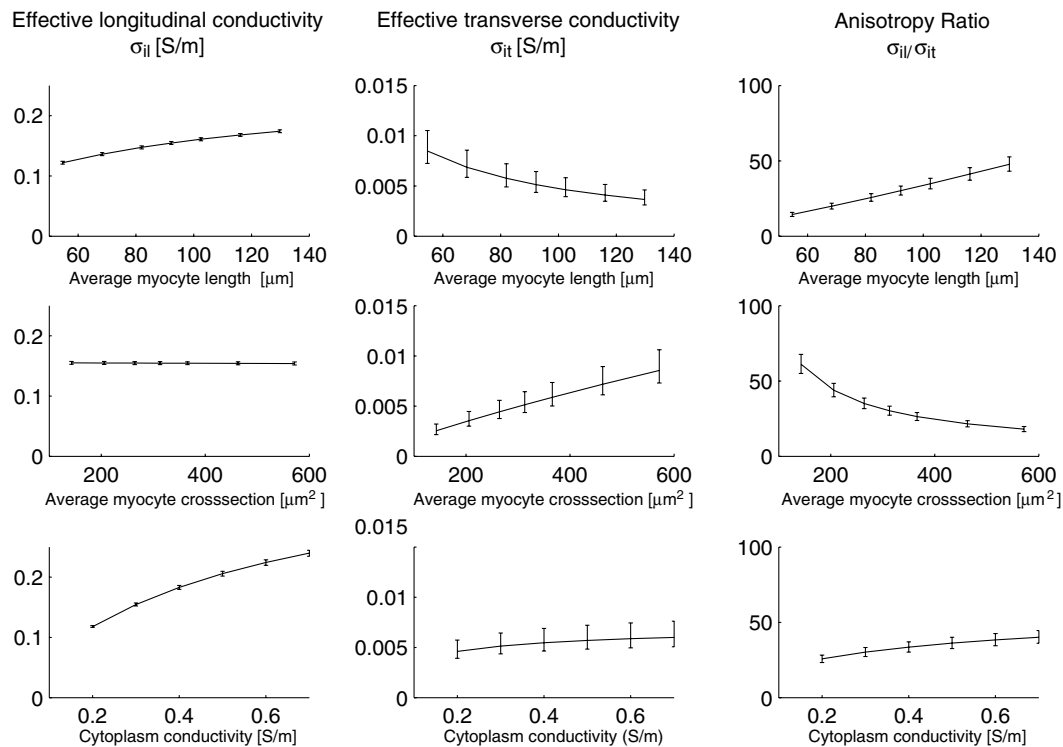 Effective longitudinal conductivity Effective transverse conductivity Anisotropy Ratio
σil [S/m] σit [S/m] σil/σit
0.2 0.015 100
0.1 0.01 50
0.005
0 0 0
60 80 100 120 140 60 80 100 120 140 60 80 100 120 140
Average myocyte length [µm] Average myocyte length [µm] Average myocyte length [µm]
0.2 0.015 100
0.1 0.01 50
0.005
0 0 0
200 400 600 200 400 600 200 400 600
Average myocyte crosssection [µm²] Average myocyte crosssection [µm²] Average myocyte crosssection [µm²]
0.2 0.015 100
0.1 0.01 50
0.005
0 0 0
0.2 0.4 0.6 0.2 0.4 0.6 0.2 0.4 0.6
Cytoplasm conductivity [S/m] Cytoplasm conductivity (S/m) Cytoplasm conductivity [S/m]